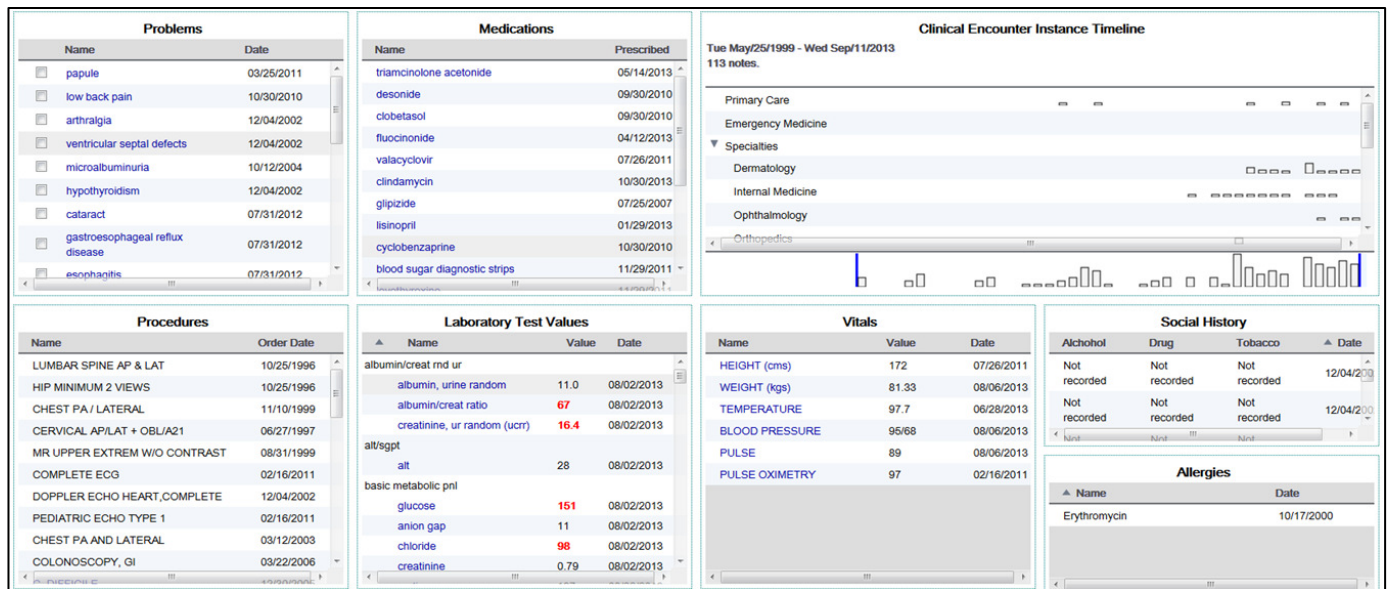 Problems
Name Date
papule 03/25/2011
low back pain 10/30/2010
arthralgia 12/04/2002
ventricular septal defects 12/04/2002
microalbuminuria 10/12/2004
hypothyroidism 12/04/2002
cataract 07/31/2012
gastroesophageal reflux
disease 07/31/2012
esophagitis 07/31/2012
Medications
Name Prescribed
triamcinolone acetonide 05/14/2013
desonide 09/30/2010
clobetasol 09/30/2010
fluocinonide 04/12/2013
valacyclovir 07/26/2011
clindamycin 10/30/2013
glipizide 07/25/2007
lisinopril 01/29/2013
cyclobenzaprine 10/30/2010
blood sugar diagnostic strips 11/29/2011
levothyroxine 11/29/2011
Clinical Encounter Instance Timeline
Tue May/25/1999 - Wed Sep/11/2013
113 notes.
Primary Care
Emergency Medicine
Specialties
Dermatology
Internal Medicine
Ophthalmology
Orthopedics
Procedures
Name Order Date
LUMBAR SPINE AP & LAT 10/25/1996
HIP MINIMUM 2 VIEWS 10/25/1996
CHEST PA / LATERAL 11/10/1999
CERVICAL AP/LAT + OBL/A21 06/27/1997
MR UPPER EXTREM W/O CONTRAST 08/31/1999
COMPLETE ECG 02/16/2011
DOPPLER ECHO HEART,COMPLETE 12/04/2002
PEDIATRIC ECHO TYPE 1 02/16/2011
CHEST PA AND LATERAL 03/12/2003
COLONOSCOPY, GI 03/22/2006
C. DIFFICILE
Laboratory Test Values
Name Value Date
albumin/creat rnd ur
albumin, urine random 11.0 08/02/2013
albumin/creat ratio 67 08/02/2013
creatinine, ur random (ucrr) 16.4 08/02/2013
alt/sgpt
alt 28 08/02/2013
basic metabolic pnl
glucose 151 08/02/2013
anion gap 11 08/02/2013
chloride 98 08/02/2013
creatinine 0.79 08/02/2013
Vitals
Name Value Date
HEIGHT (cms) 172 07/26/2011
WEIGHT (kgs) 81.33 08/06/2013
TEMPERATURE 97.7 06/28/2013
BLOOD PRESSURE 95/68 08/06/2013
PULSE 89 08/06/2013
PULSE OXIMETRY 97 02/16/2011
Social History
Alchohol Drug Tobacco Date
Not Not Not
recorded recorded recorded 12/04/200
Not Not Not
recorded recorded recorded 12/04/200
Not Not Not
Allergies
Name Date
Erythromycin 10/17/2000